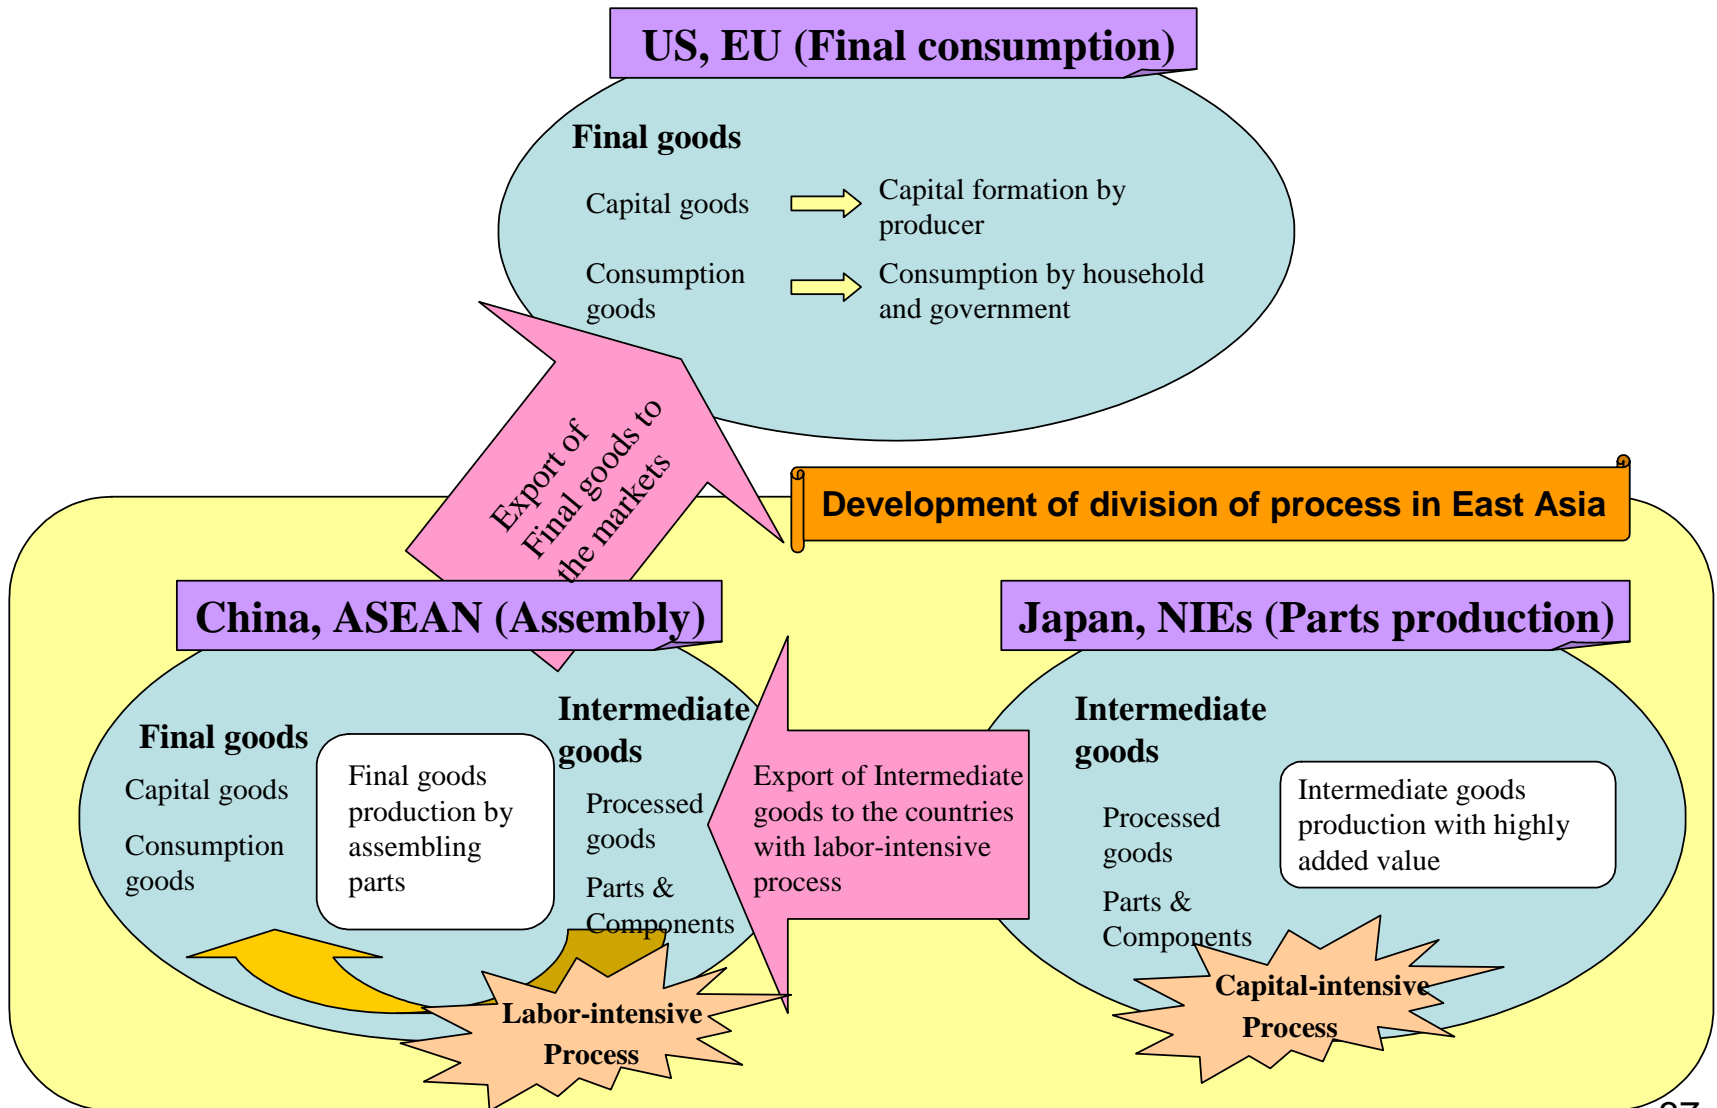 US, EU (Final consumption)
Final goods
Capital goods
Capital formation by
producer
Consumption
goods
Consumption by household
and government
Export of
Final goods to
the markets
Development of division of process in East Asia
China, ASEAN (Assembly)
Final goods
Capital goods
Consumption
goods
Final goods
production by
assembling
parts
Intermediate
goods
Processed
goods
Parts &
Components
Labor-intensive
Process
Export of Intermediate
goods to the countries
with labor-intensive
process
Japan, NIEs (Parts production)
Intermediate
goods
Processed
goods
Parts &
Components
Intermediate goods
production with highly
added value
Capital-intensive
Process